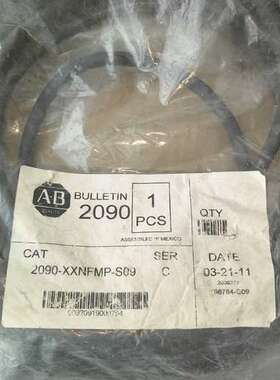 AB
BULLETIN
2090
1
PCS
QTY
ASSEMBLED IN MEXICO
CAT
SER
DATE
2090-XXNFMP-S09
C
03-21-11